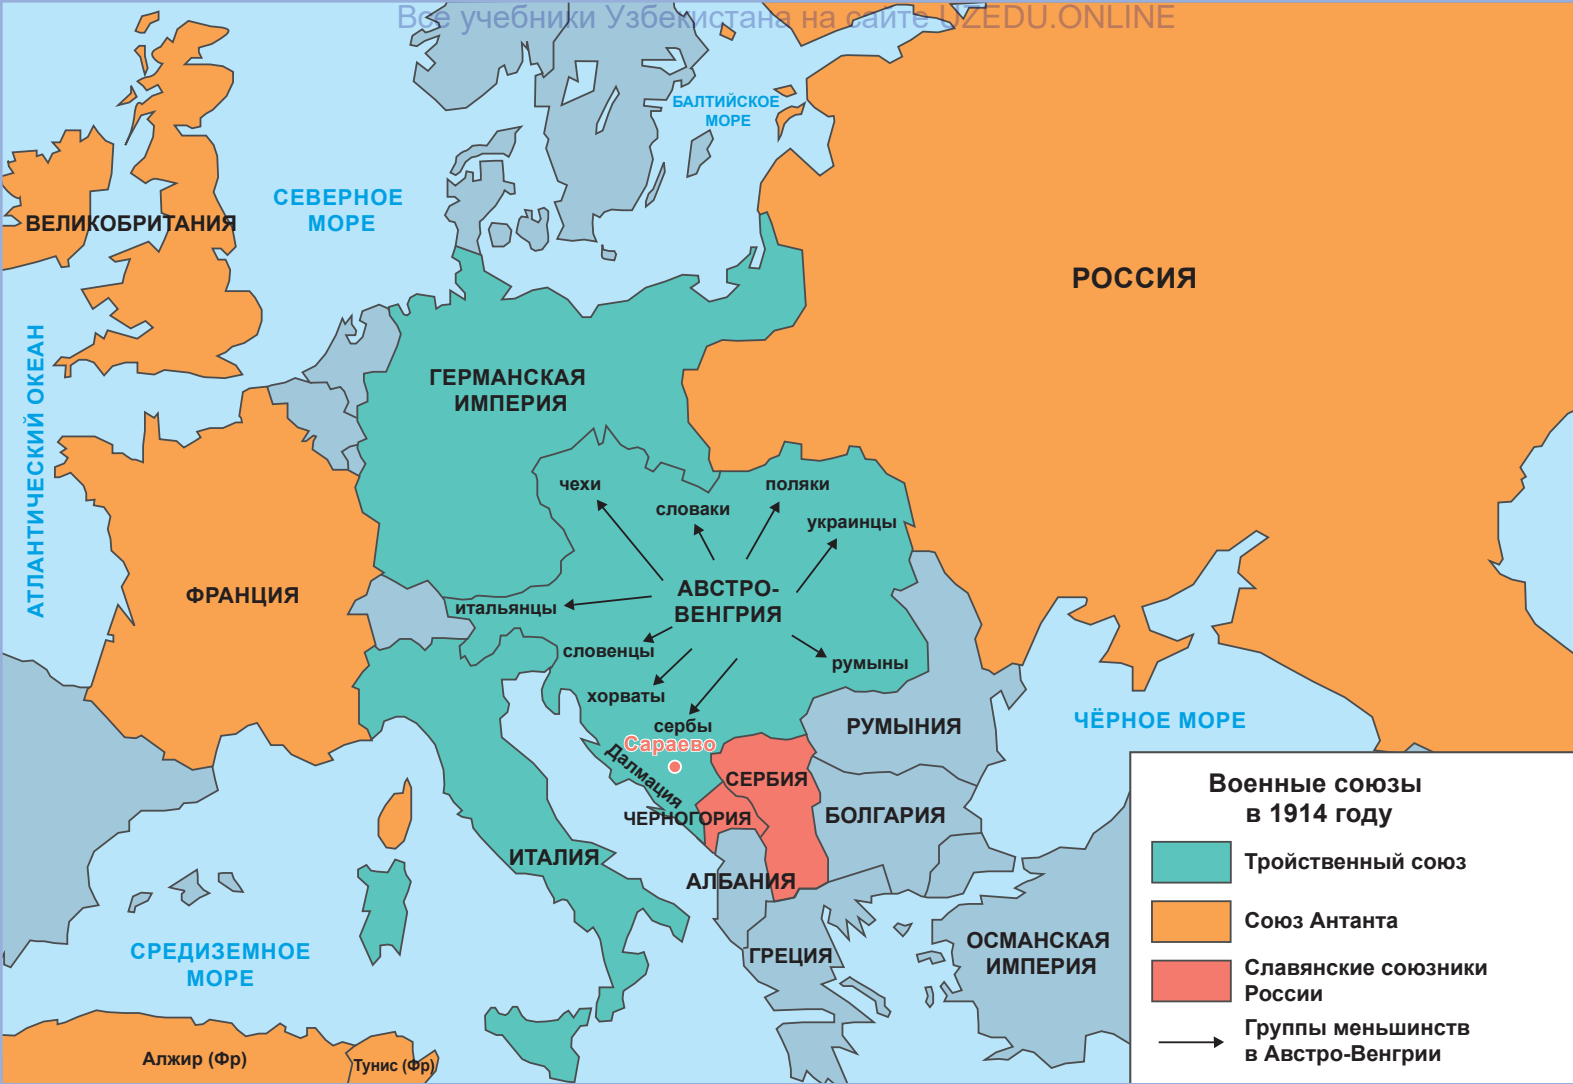 Все учебники Узбекистана на сайте UZEDU.ONLINE
БАЛТИЙСКОЕ
МОРЕ
СЕВЕРНОЕ
МОРЕ
ВЕЛИКОБРИТАНИЯ
РОССИЯ
АТЛАНТИЧЕСКИЙ ОКЕАН
ГЕРМАНСКАЯ
ИМПЕРИЯ
чехи
словаки
поляки
украинцы
АВСТРО-
ВЕНГРИЯ
ФРАНЦИЯ
итальянцы
словенцы
румыны
хорваты
сербы
Сараево
Далмация
РУМЫНИЯ
ЧЁРНОЕ МОРЕ
СЕРБИЯ
ЧЕРНОГОРИЯ
БОЛГАРИЯ
ИТАЛИЯ
АЛБАНИЯ
СРЕДИЗЕМНОЕ
МОРЕ
ГРЕЦИЯ
ОСМАНСКАЯ
ИМПЕРИЯ
Алжир (Фр)
Тунис (Фр)
Военные союзы
в 1914 году
Тройственный союз
Союз Антанта
Славянские союзники
России
Группы меньшинств
в Австро-Венгрии